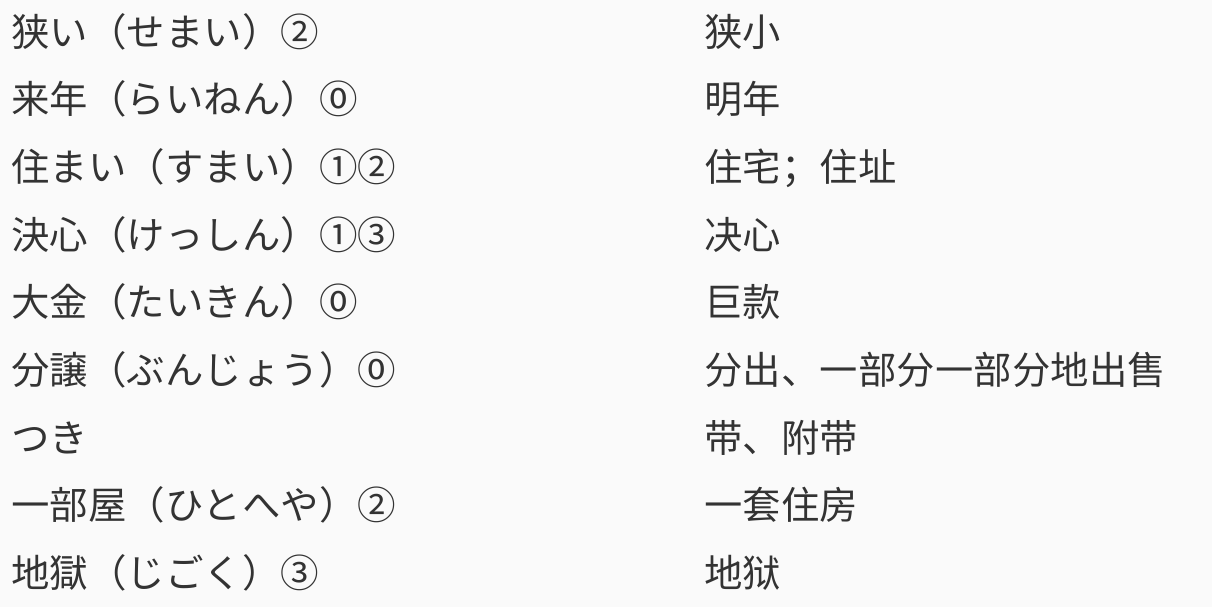 狭い（せまい）② 狭小
来年（らいねん）⓪ 明年
住まい（すまい）①② 住宅；住址
決心（けっしん）①③ 决心
大金（たいきん）⓪ 巨款
分譲（ぶんじょう）⓪ 分出、一部分一部分地出售
つき 带、附带
一部屋（ひとへや）② 一套住房
地獄（じごく）③ 地狱